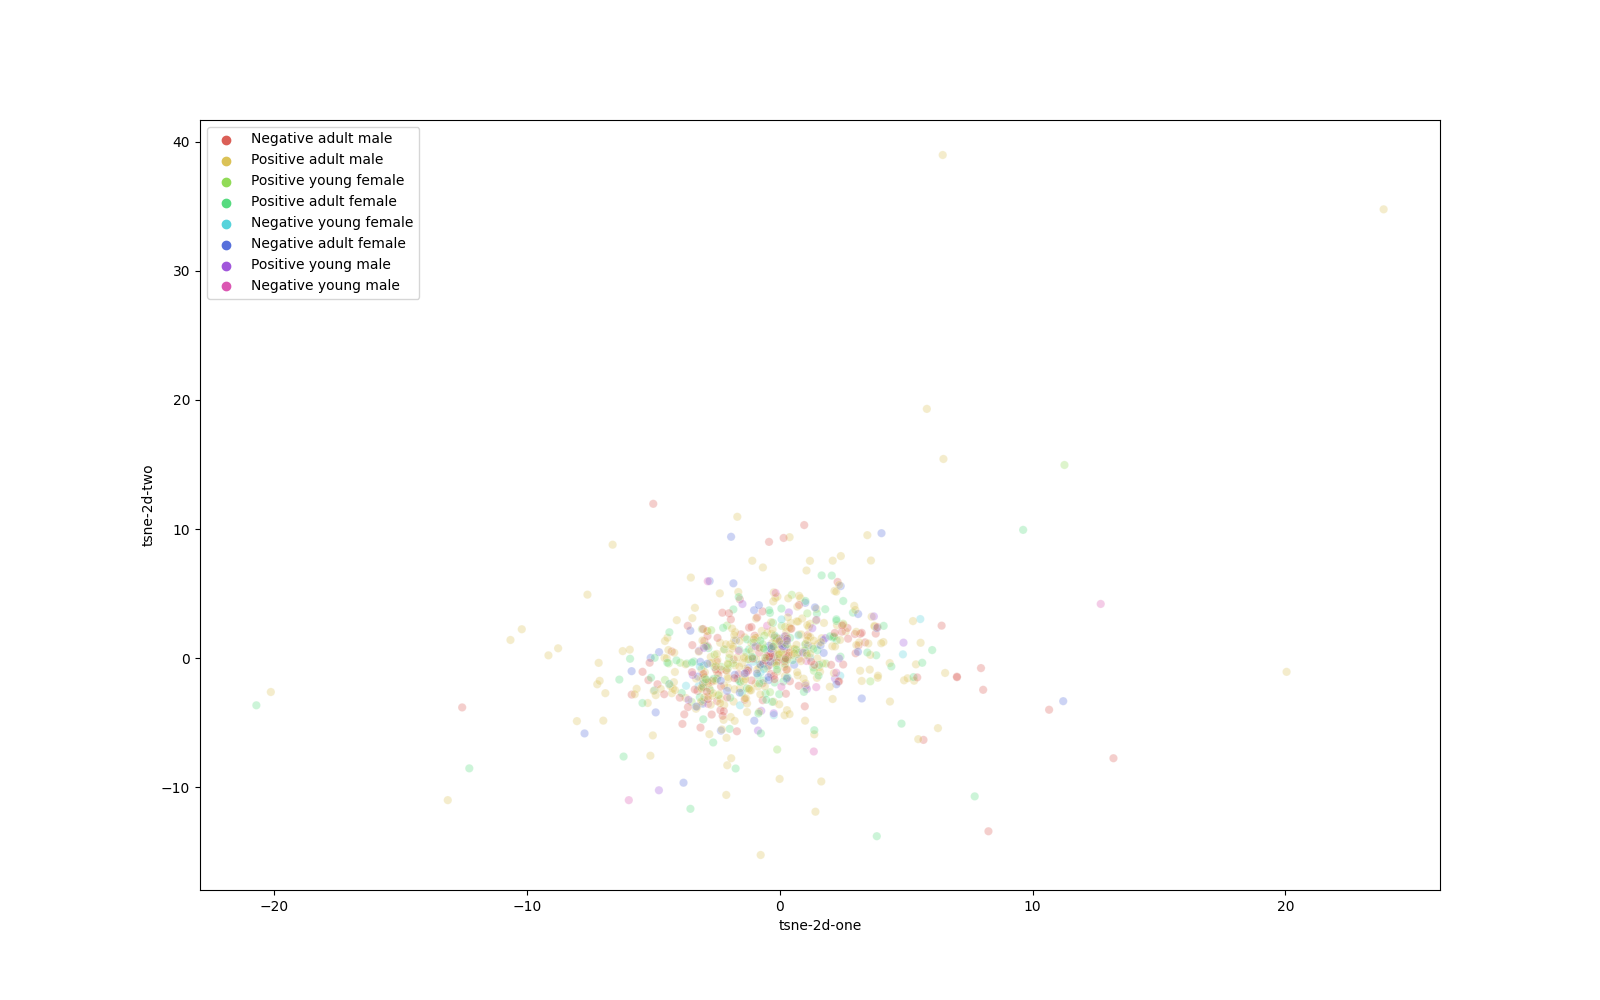 Negative adult male
Positive adult male
Positive young female
Positive adult female
Negative young female
Negative adult female
Positive young male
Negative young male
40
30
20
10
0
−10
tsne-2d-two
−20 −10 0 10 20
tsne-2d-one